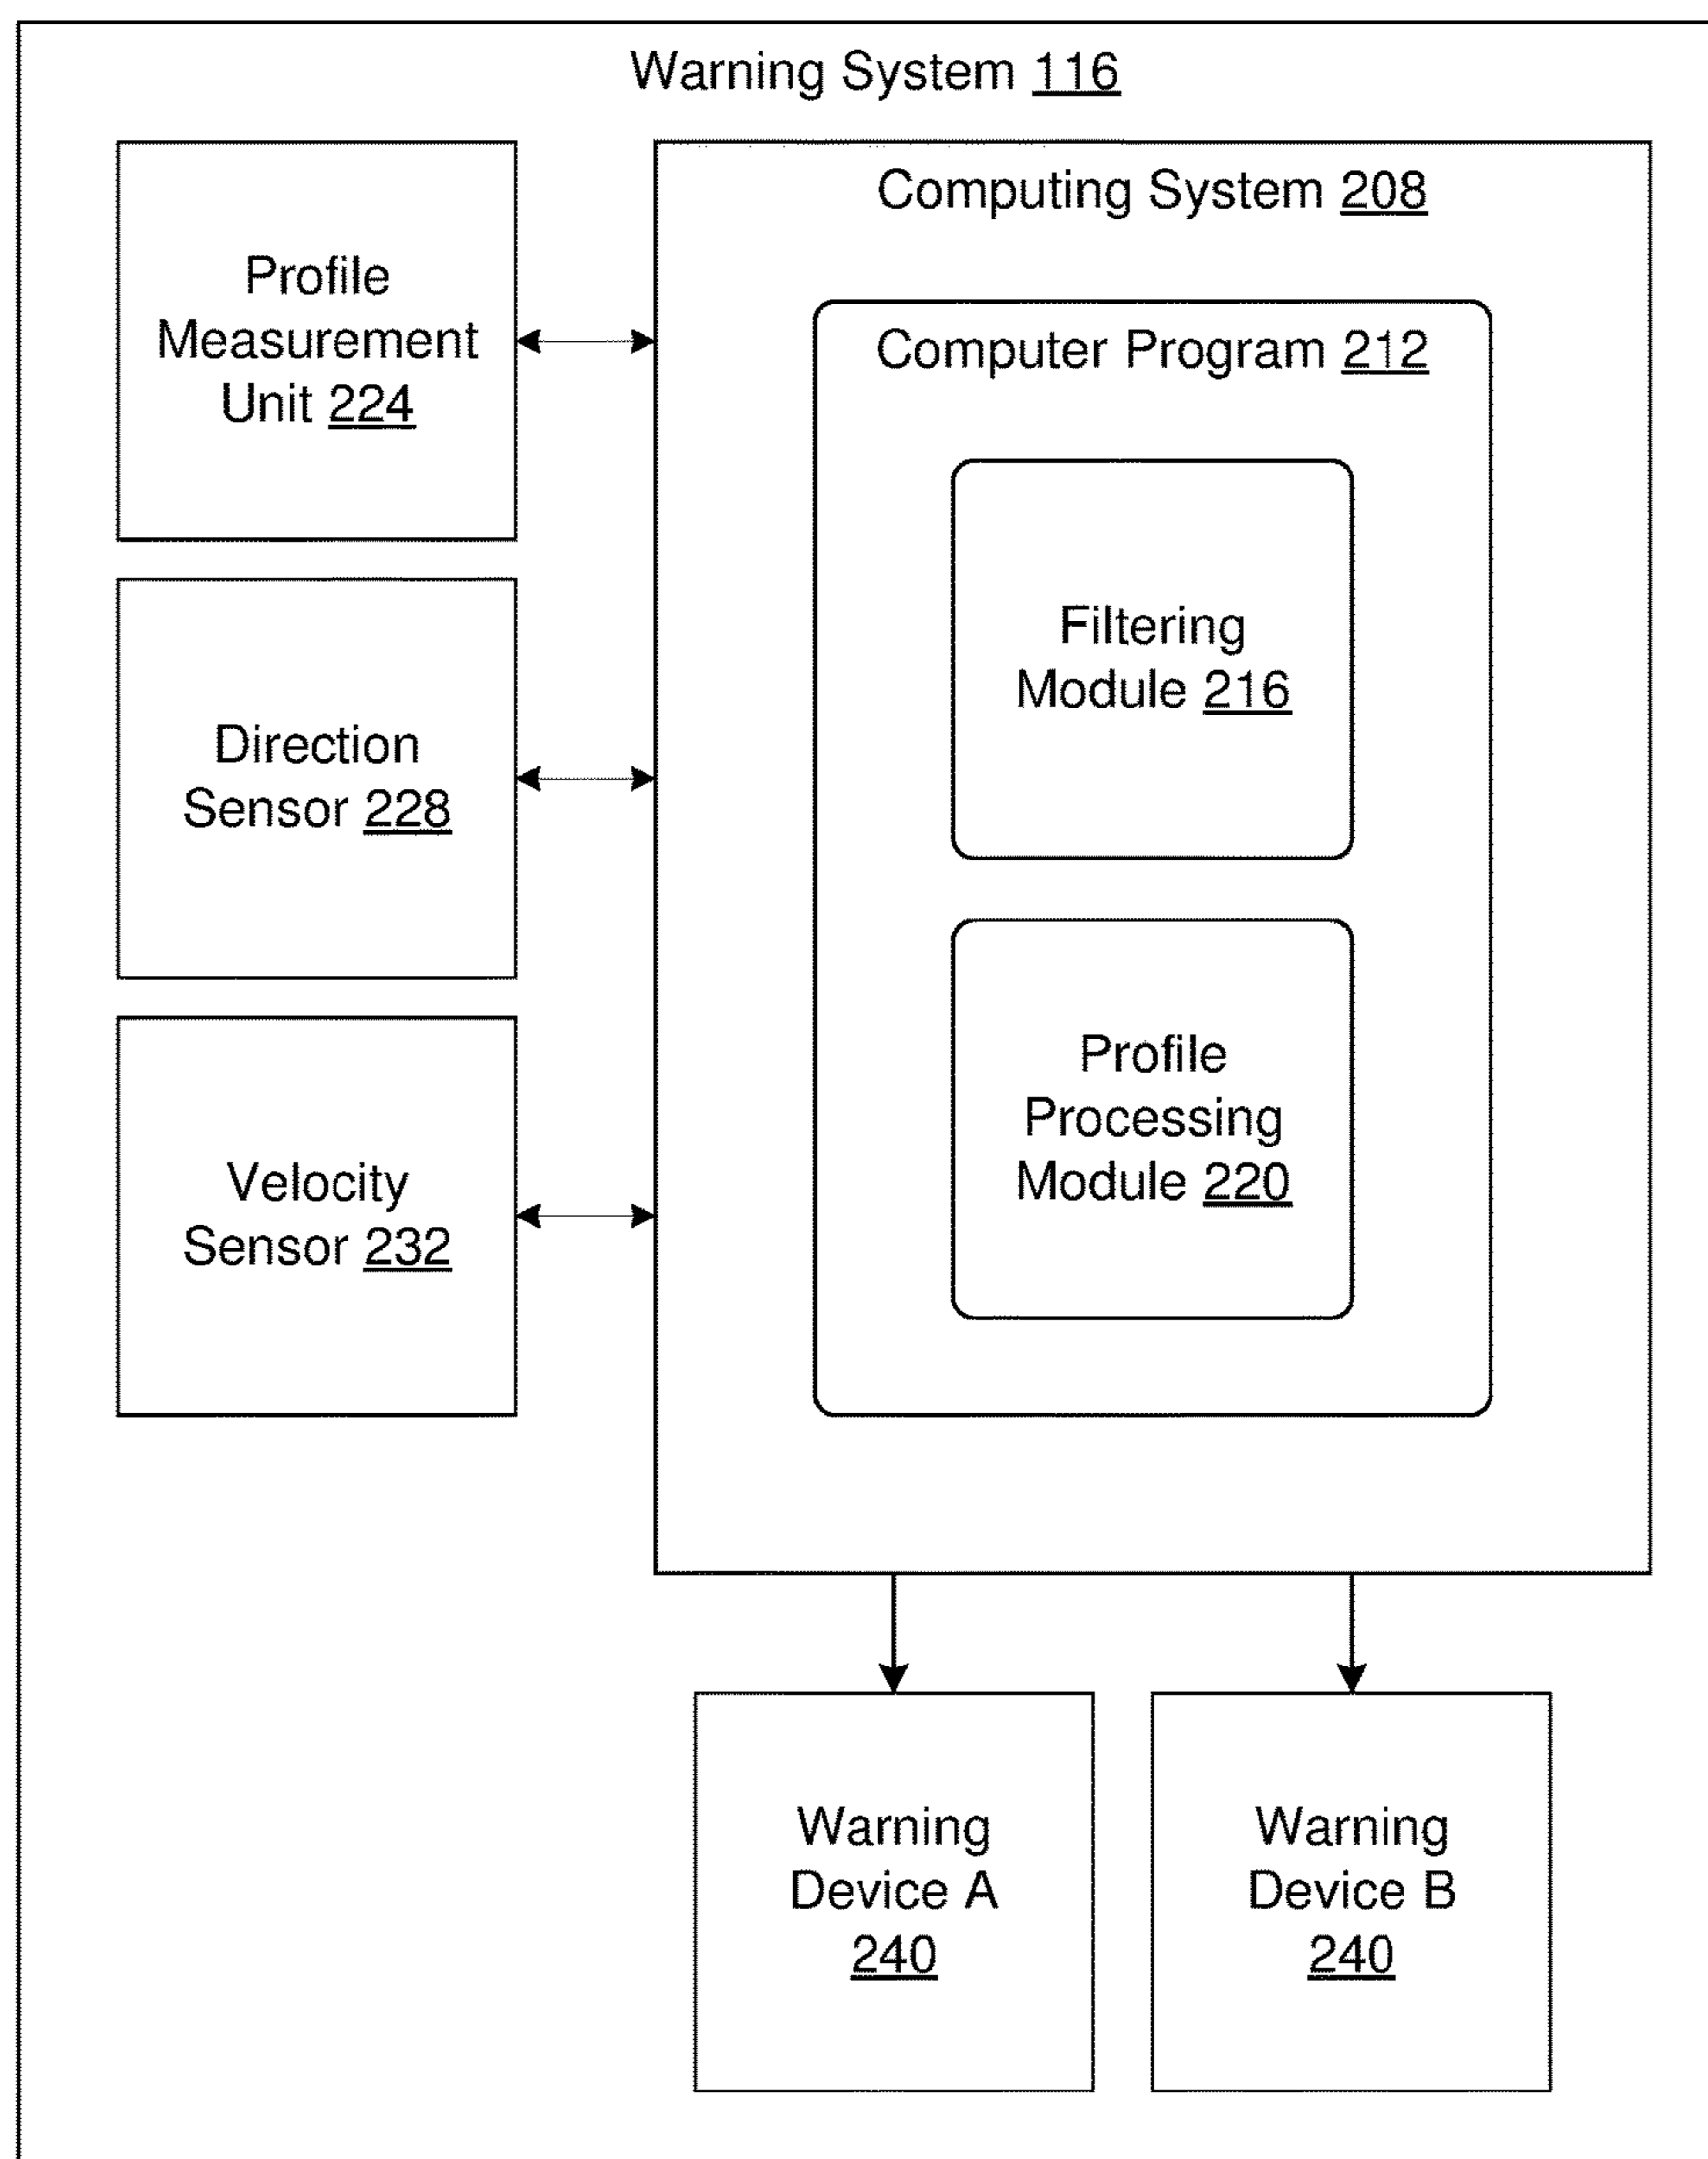 Warning System 116
Profile
Measurement
Unit 224
Direction
Sensor 228
Velocity
Sensor 232
Computing System 208
Computer Program 212
Filtering
Module 216
Profile
Processing
Module 220
Warning
Device A
240
Warning
Device B
240